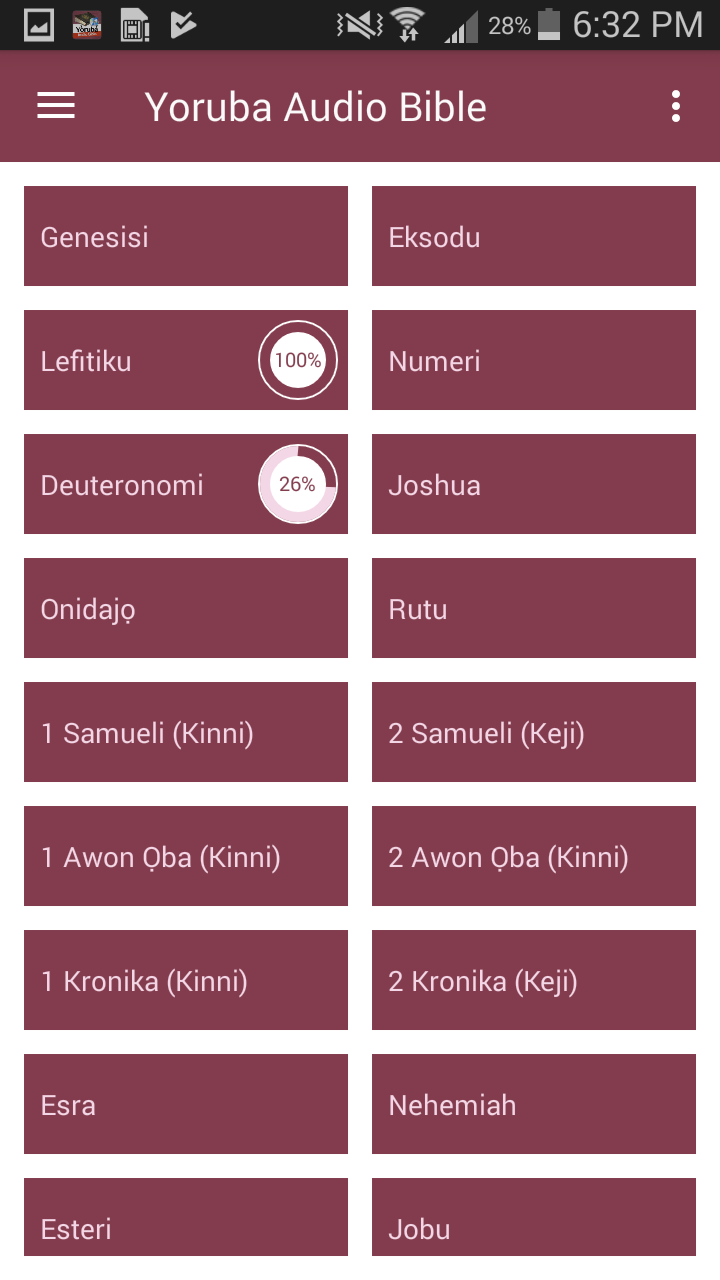 Yoruba
28% 6:32 PM
Yoruba Audio Bible
Genesisi
Eksodu
Lefitiku
100%
Numeri
Deuteronomi
26%
Joshua
Onidajọ
Rutu
1 Samueli (Kinni)
2 Samueli (Keji)
1 Awon Ọba (Kinni)
2 Awon Ọba (Kinni)
1 Kronika (Kinni)
2 Kronika (Keji)
Esra
Nehemiah
Esteri
Jobu